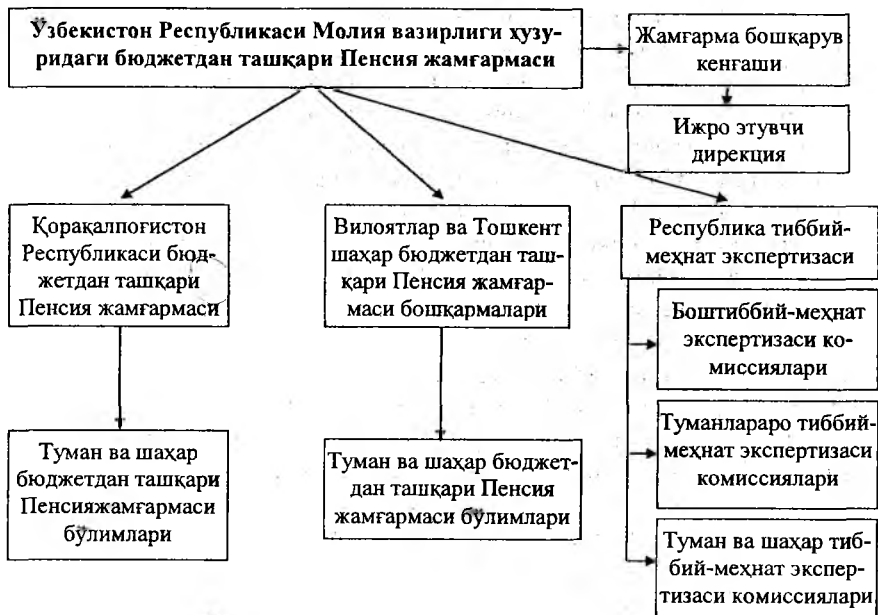 Ўзбекистон Республикаси Молия вазирлиги ҳузу-
ридаги бюджетдан ташқари Пенсия жамғармаси
Жамғарма бошқарув
кенғаши
Ижро этувчи
дирекция
Қорақалпоғистон
Республикаси бюд-
жетдан ташқари
Пенсия жамғармаси
Вилоятлар ва Тошкент
шаҳар бюджетдан таш-
қари Пенсия жамғар-
маси бошқармалари
Республика тиббий-
меҳнат экспертизаси
Боштиббий-меҳнат
экспертизаси ко-
миссиялари
Туманлараро тиббий-
меҳнат экспертизаси
комиссиялари
Туман ва шаҳар тиб-
бий-меҳнат экспер-
тизаси комиссиялари
Туман ва шаҳар
бюджетдан ташқари
Пенсияжамғармаси
бўлимлари
Туман ва шаҳар бюджет-
дан ташқари Пенсия
жамғармаси бўлимлари